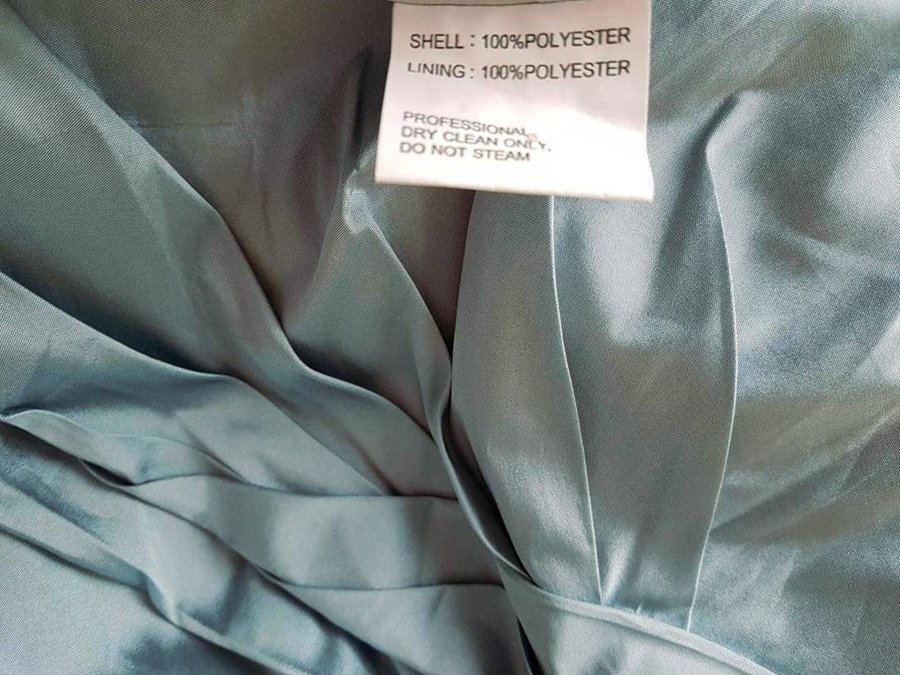 SHELL : 100%POLYESTER
LINING : 100%POLYESTER
PROFESSIONAL
DRY CLEAN ONLY.
DO NOT STEAM